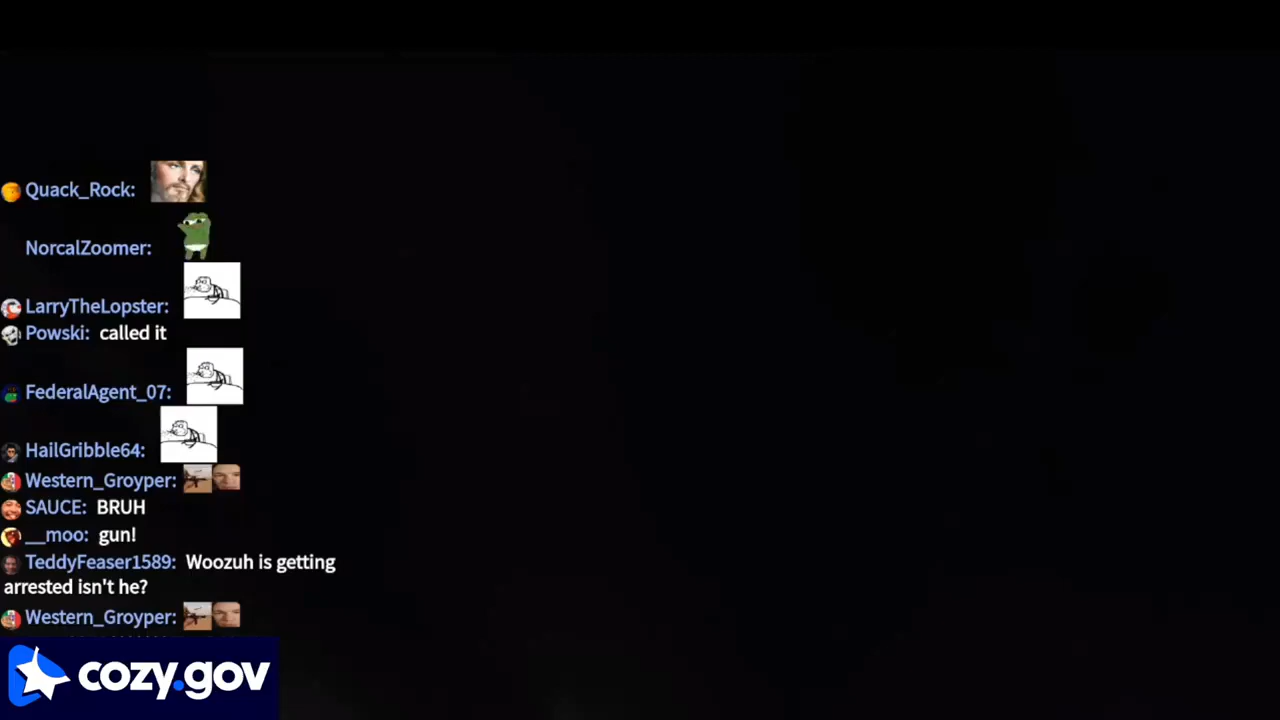 Quack_Rock:
NorcalZoomer:
LarryTheLopster:
Powski: called it
FederalAgent_07:
HailGribble64:
Western_Groyper:
SAUCE: BRUH
__moo: gun!
TeddyFeaser1589: Woozuh is getting
arrested isn't he?
Western_Groyper:
cozy.gov